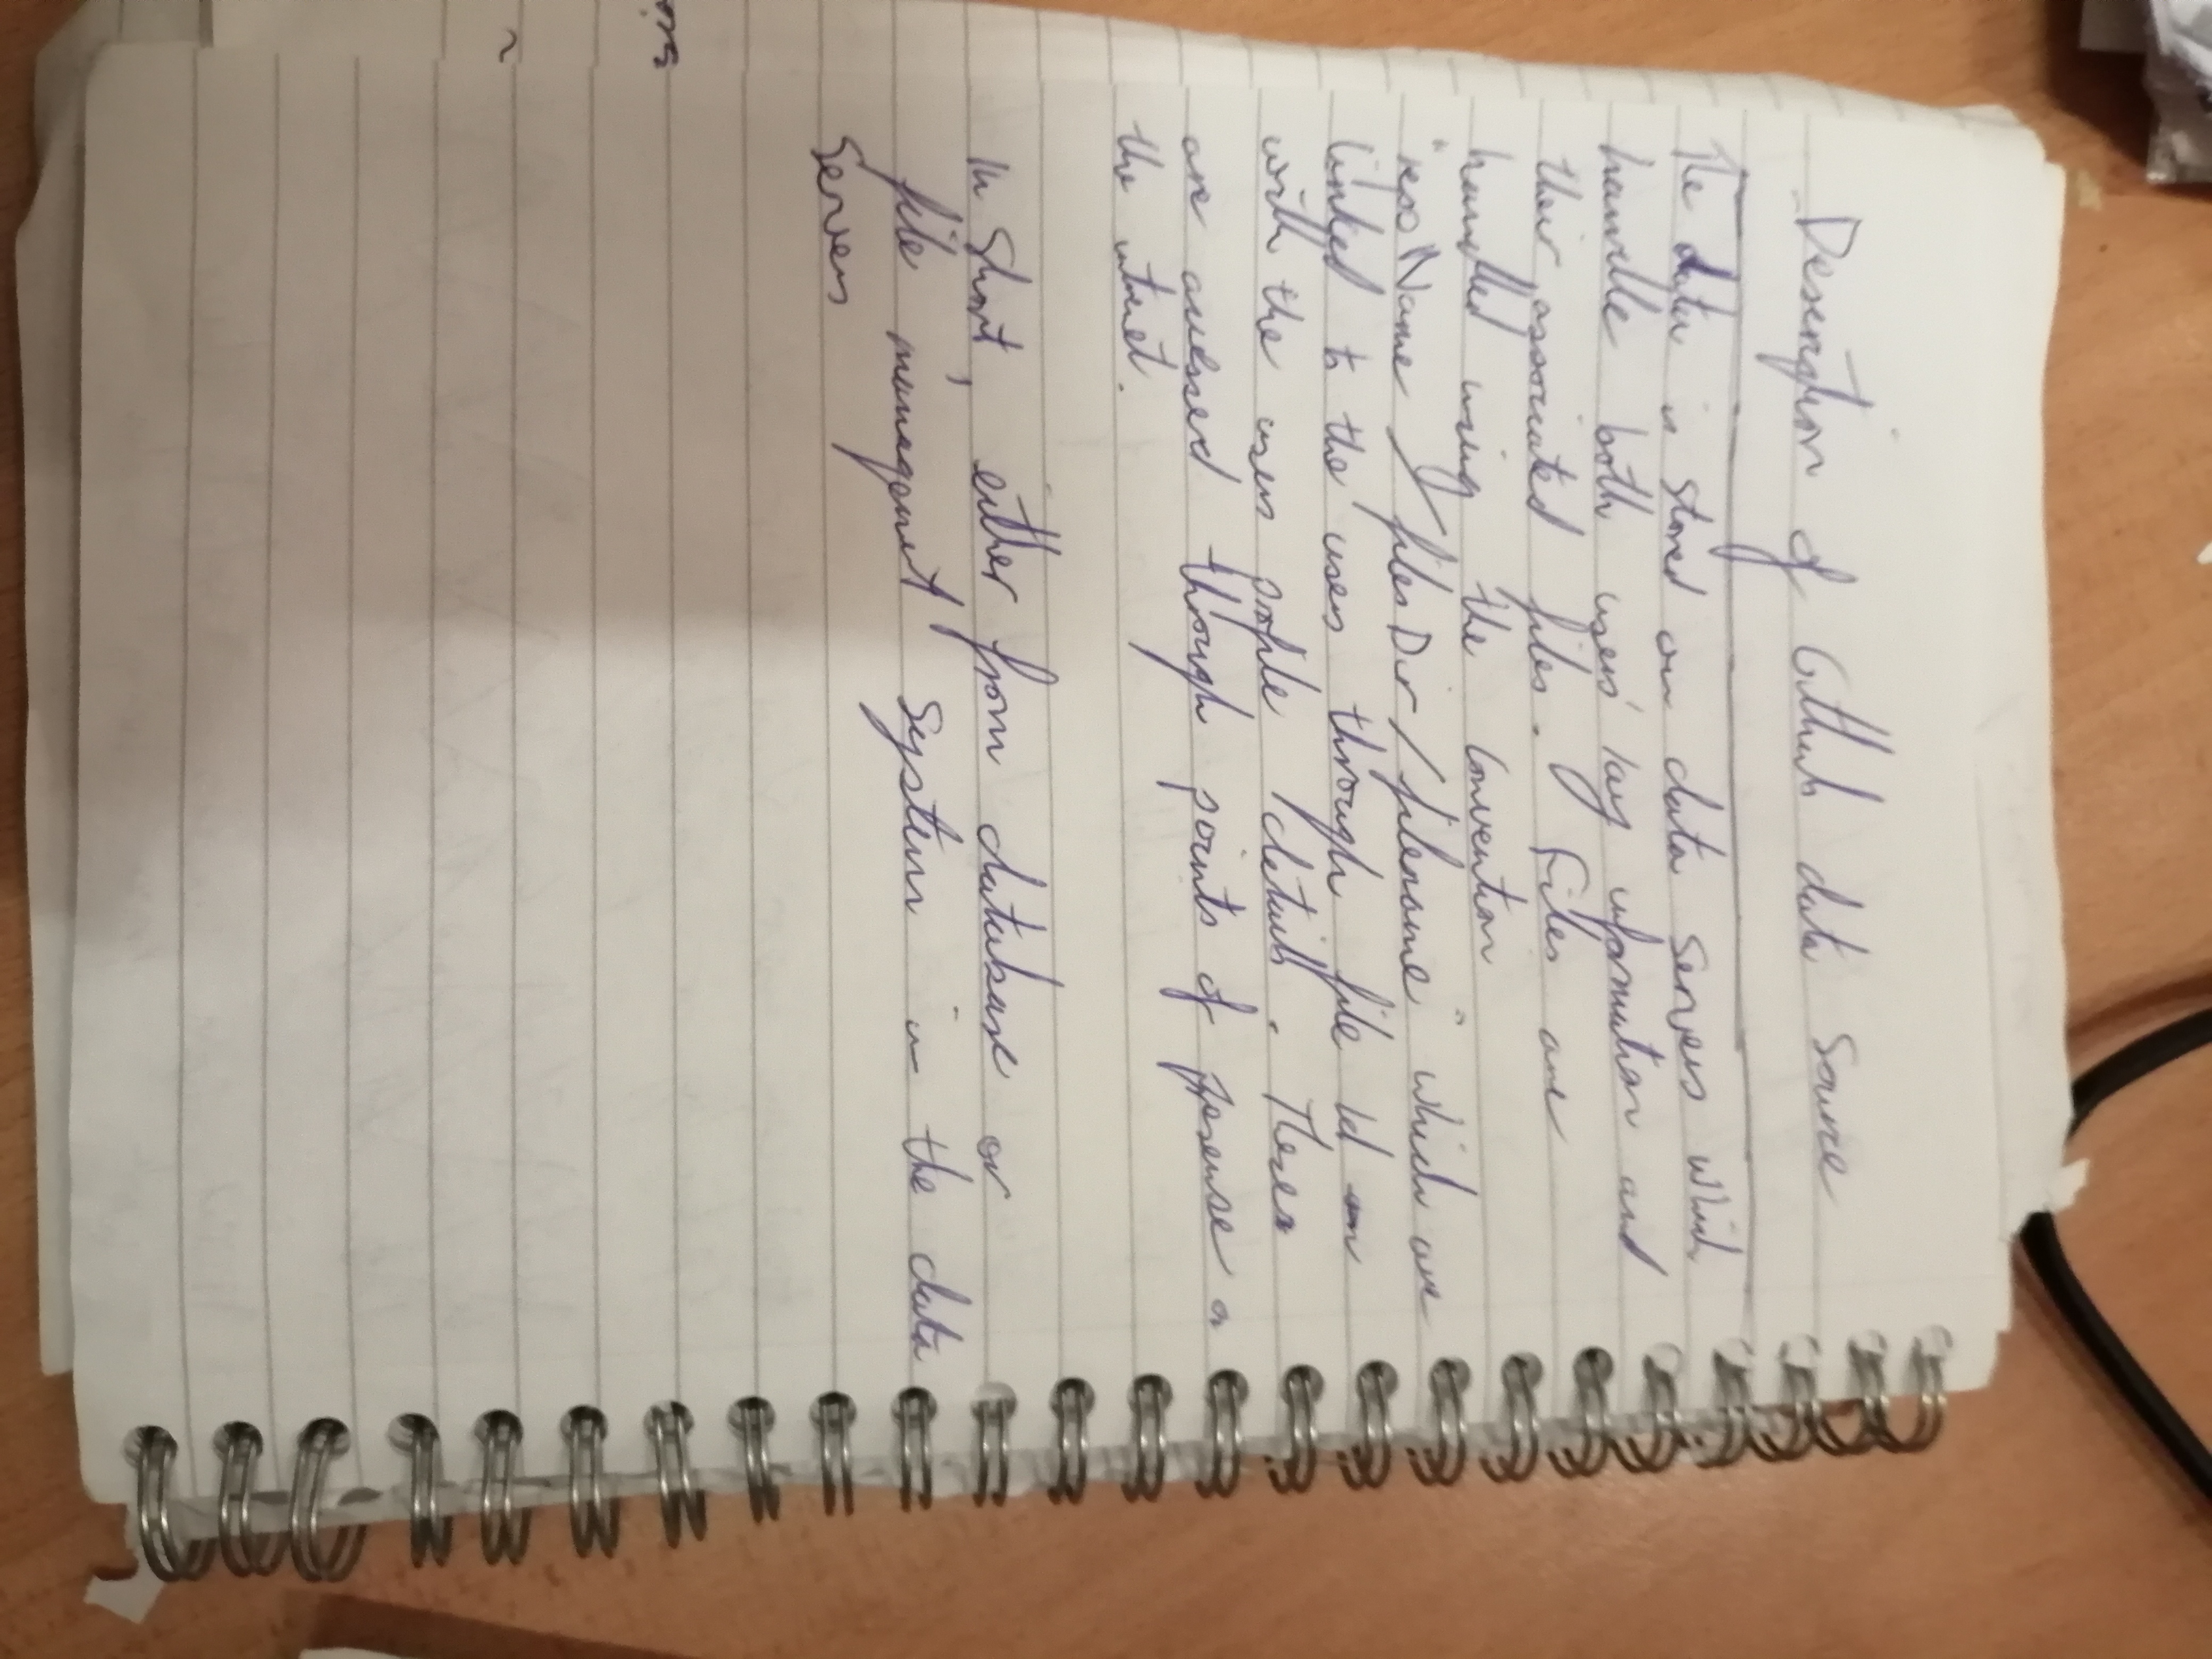 Description of Github data Source
The data is stored on data servers which
handle both users' key information and
their associated files. Files are
handled using the Convention
"repoName / filesDir / filename" which are
linked to the users through file Id
with the users profile details. These
are accessed through points of presense o
the internet.
In Short, either from database or
file management System in the data
Servers